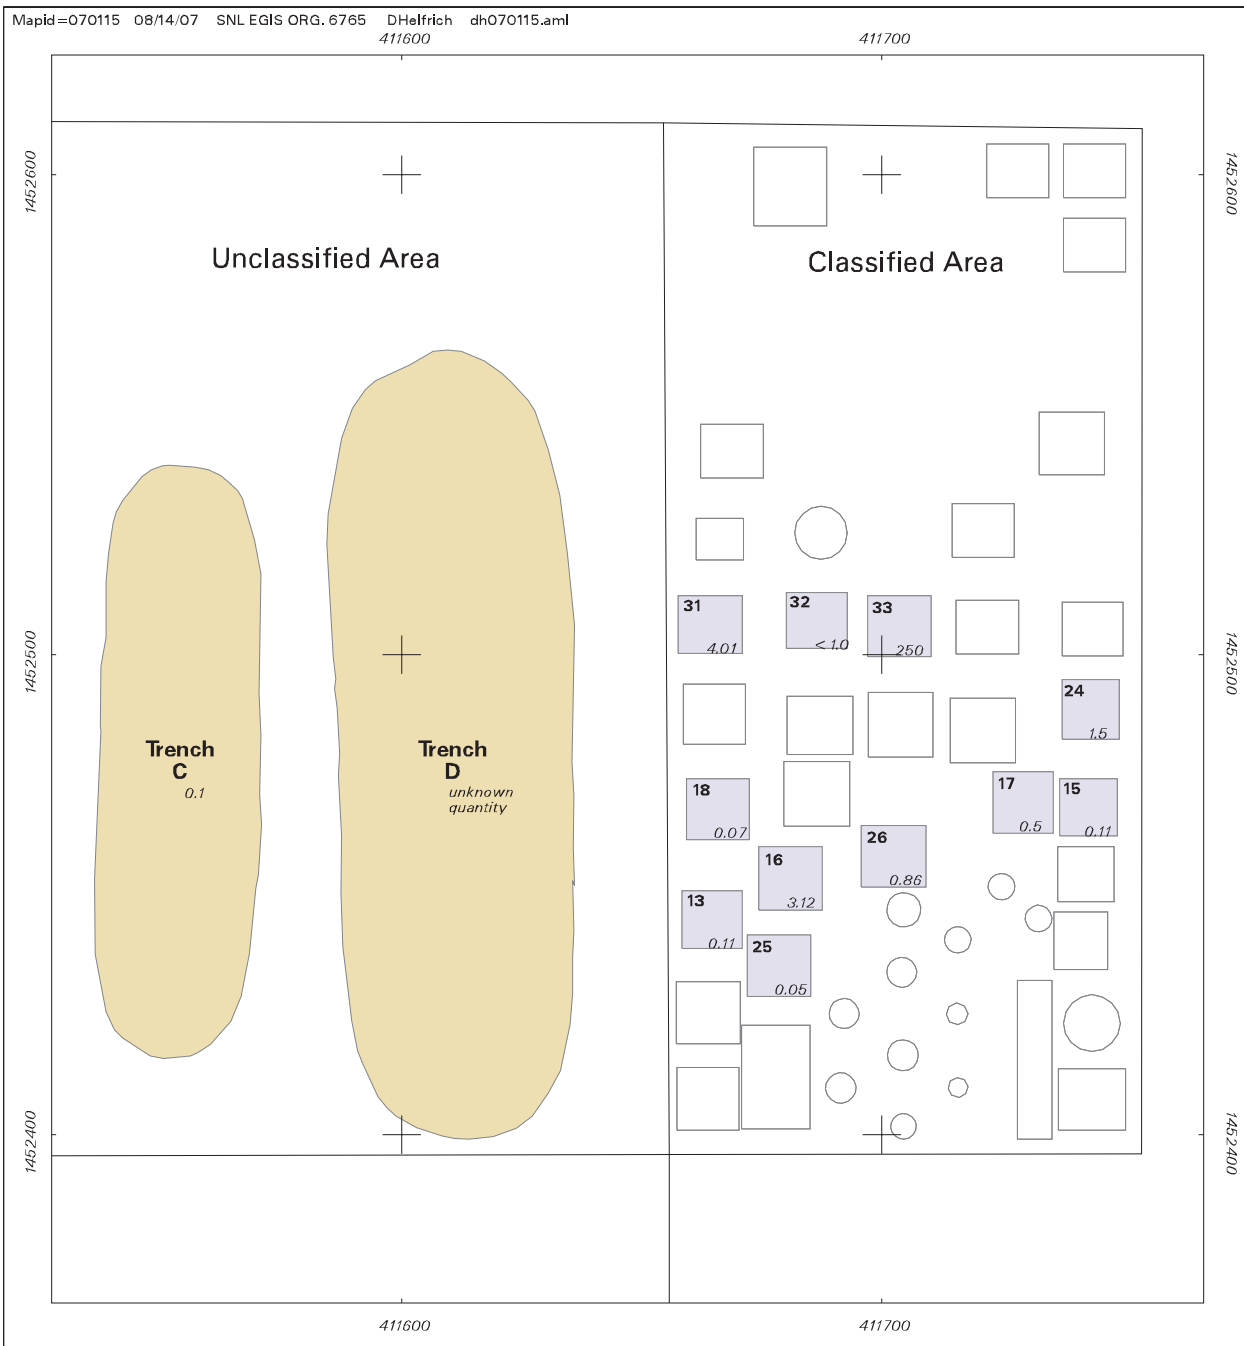 Mapid=070115 08/14/07 SNL EGIS ORG. 6765 DHelfrich dh070115.aml
411600 411700
1452600 1452600
Unclassified Area
Classified Area
31 32 33
4.01 <1.0 250
1452500 1452500
24
1.5
Trench
C
0.1
Trench
D
unknown
quantity
18 17 15
0.07 0.5 0.11
26
0.86
16
3.12
13
0.11
25
0.05
1452400 1452400
411600 411700